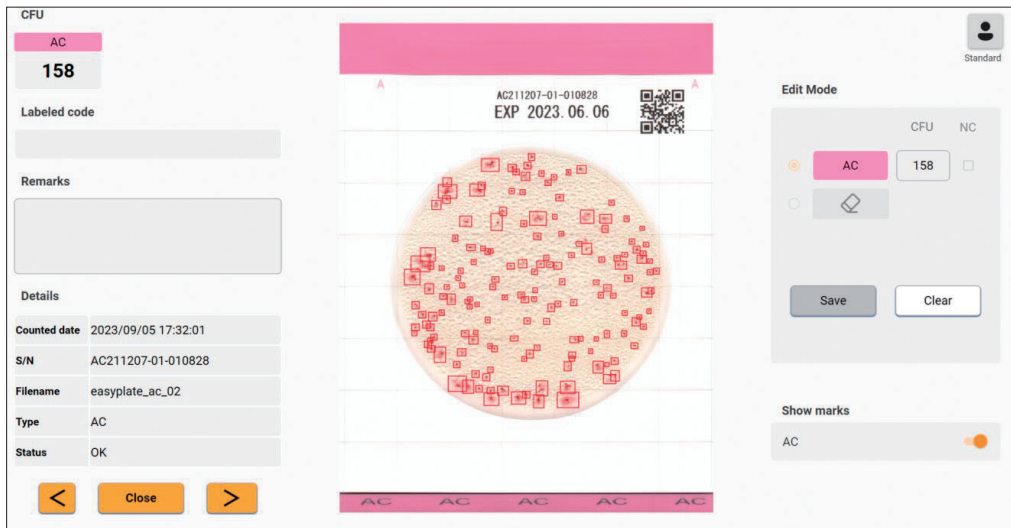 CFU
AC
158
Labeled code
Remarks
Details
Counted date 2023/09/05 17:32:01
S/N AC211207-01-010828
Filename easyplate_ac_02
Type AC
Status OK
< Close >
A A
AC211207-01-010828
EXP 2023.06.06
AC AC AC AC AC
Standard
Edit Mode
CFU NC
AC 158
Save Clear
Show marks
AC